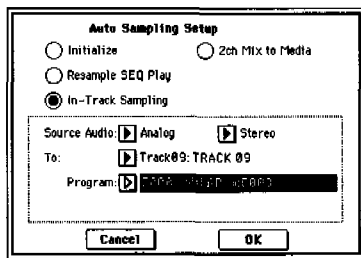 Auto Sampling Setup
Initialize 2ch Mix to Media
Resample SEQ Play
In-Track Sampling
Source Audio: Analog Stereo
To: Track09: TRACK 09
Program:
Cancel OK